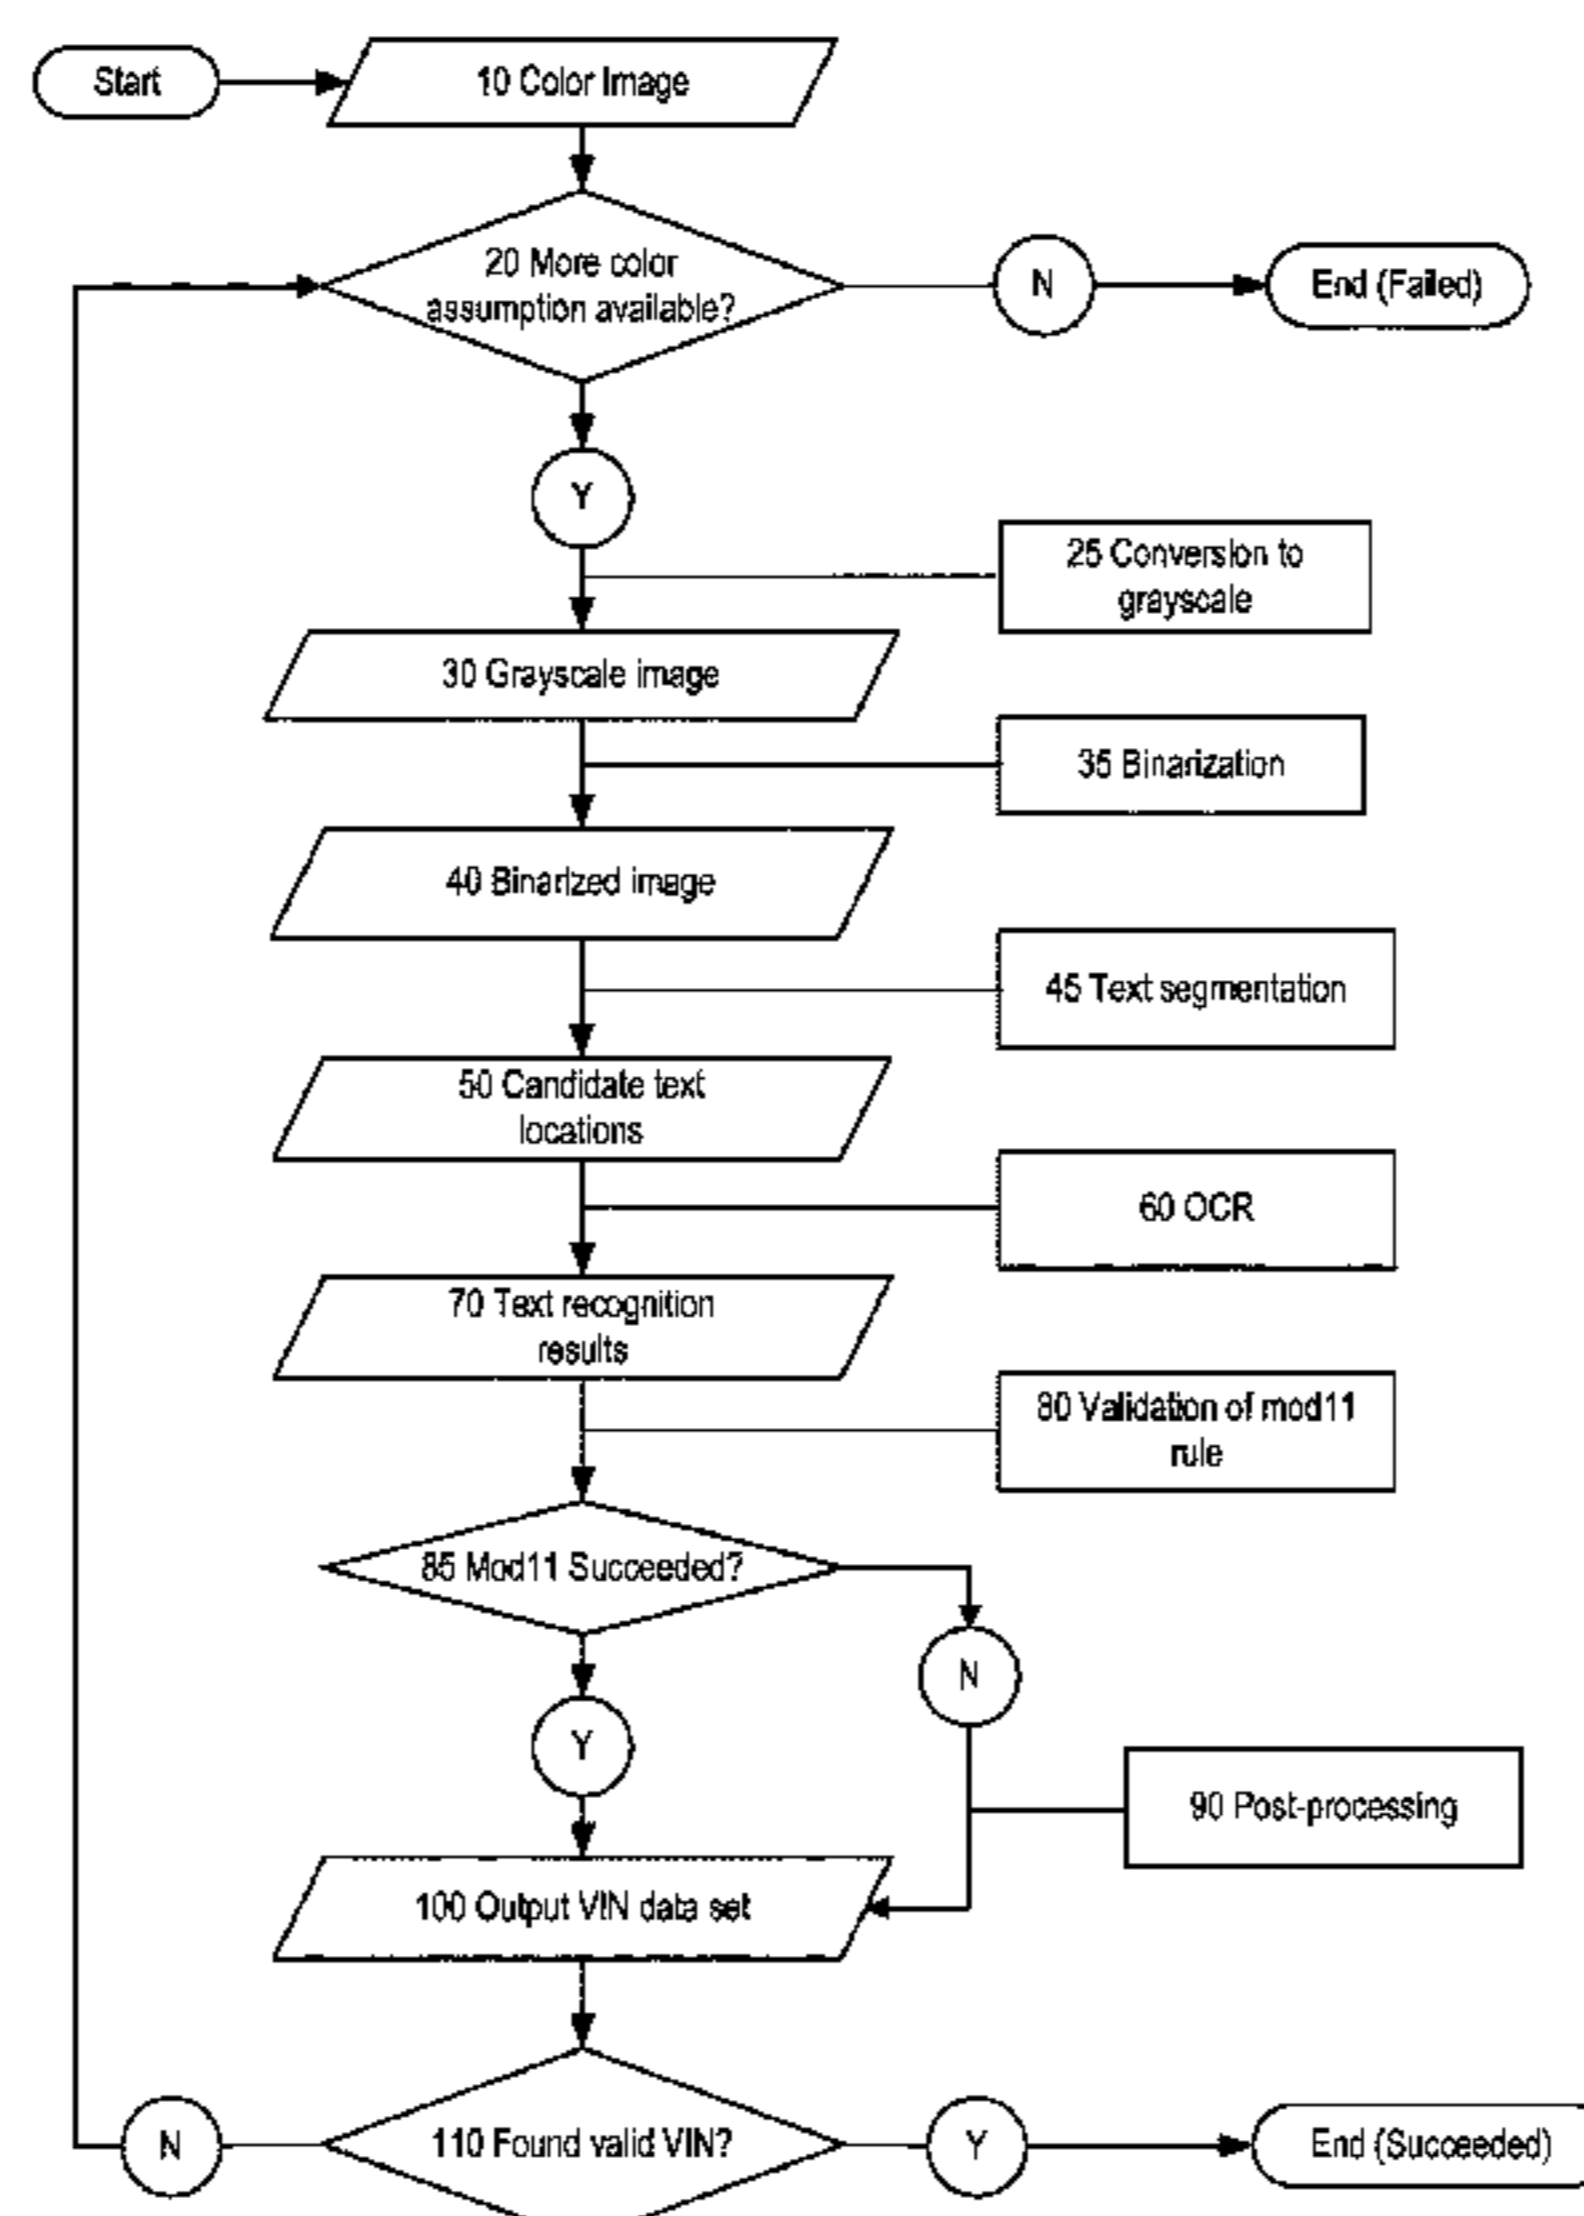 Start
10 Color Image
20 More color
assumption available?
N
End (Failed)
Y
25 Conversion to
grayscale
30 Grayscale image
35 Binarization
40 Binarized image
45 Text segmentation
50 Candidate text
locations
60 OCR
70 Text recognition
results
80 Validation of mod11
rule
85 Mod11 Succeeded?
N
Y
90 Post-processing
100 Output VIN data set
N
110 Found valid VIN?
Y
End (Succeeded)